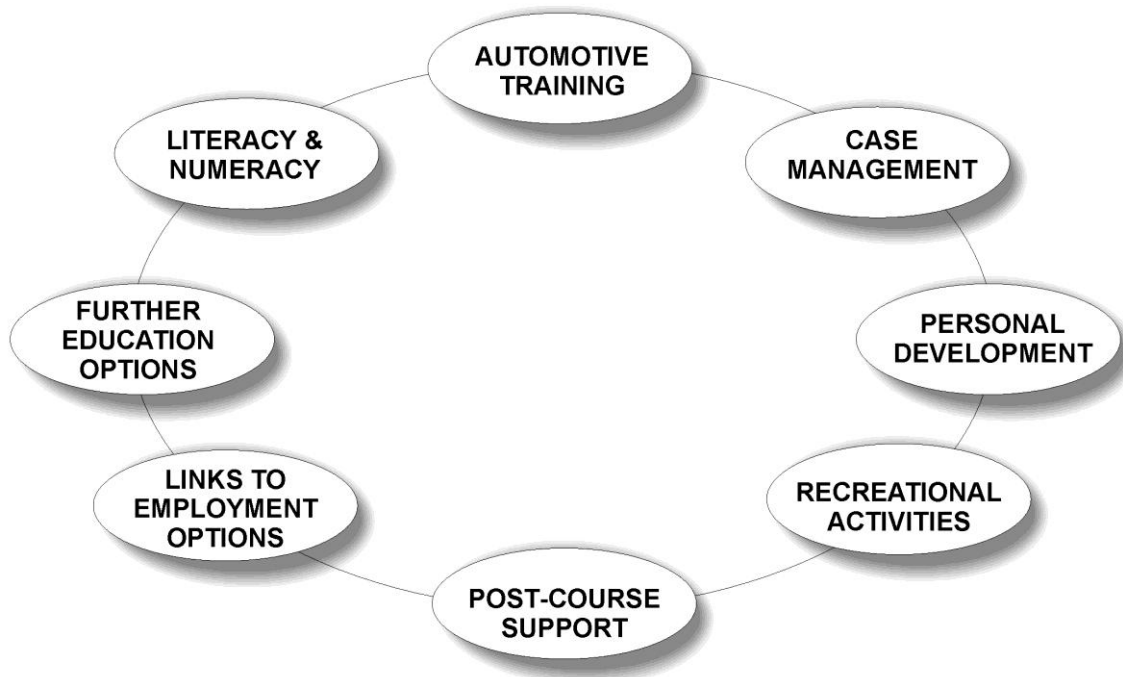 AUTOMOTIVE
TRAINING
CASE
MANAGEMENT
PERSONAL
DEVELOPMENT
RECREATIONAL
ACTIVITIES
POST-COURSE
SUPPORT
LINKS TO
EMPLOYMENT
OPTIONS
FURTHER
EDUCATION
OPTIONS
LITERACY &
NUMERACY